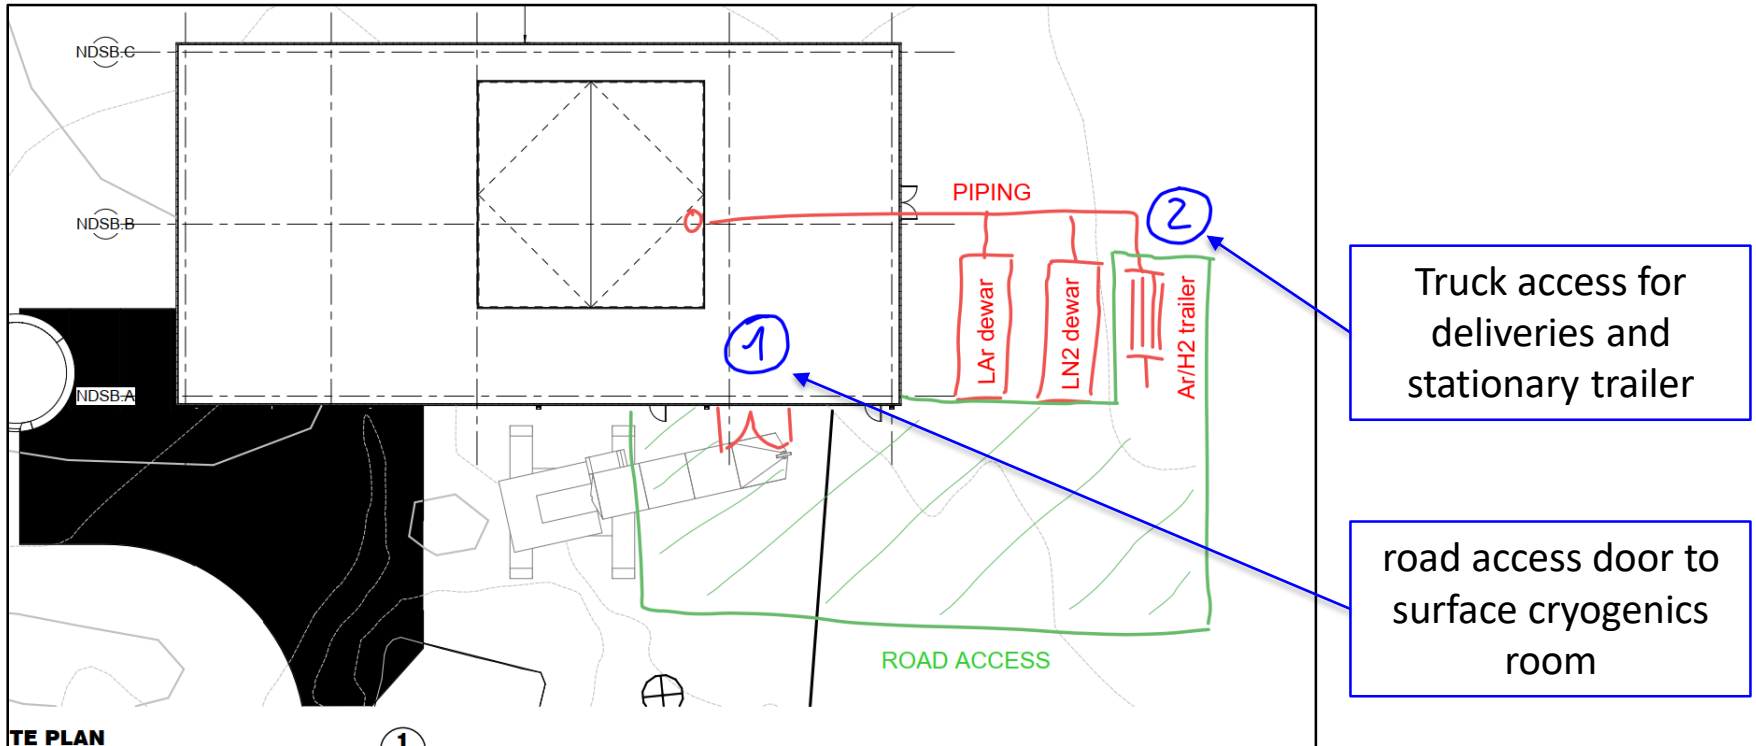 NDSB.C
NDSB.B
NDSB.A
PIPING
2
1
LAr dewar
LN2 dewar
Ar/H2 trailer
Truck access for
deliveries and
stationary trailer
road access door to
surface cryogenics
room
ROAD ACCESS
TE PLAN
1